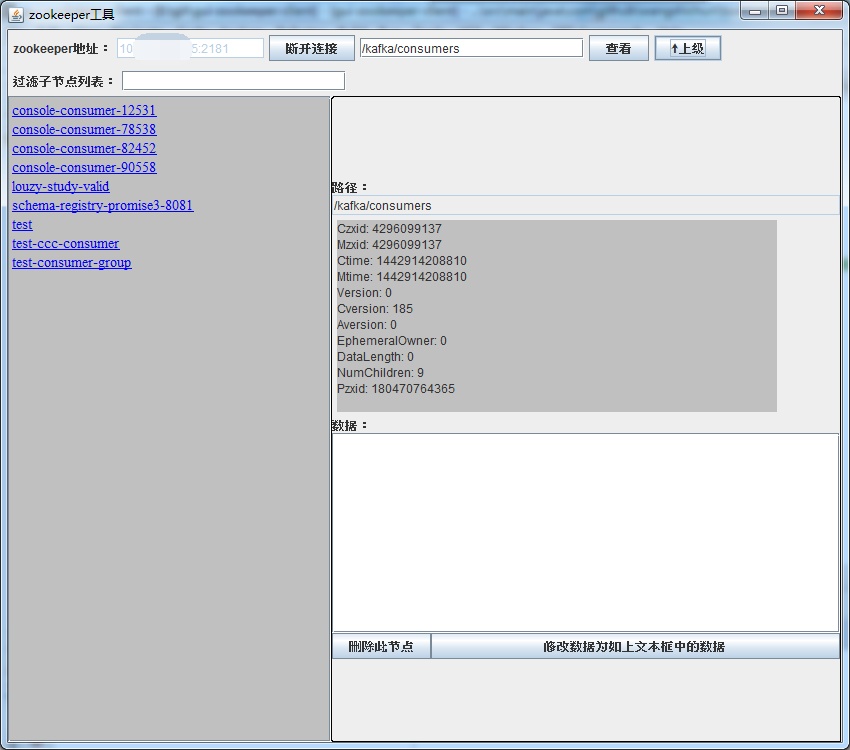 zookeeper工具
zookeeper地址： 10 5:2181 断开连接 /kafka/consumers 查看 ↑上级
过滤子节点列表：
console-consumer-12531
console-consumer-78538
console-consumer-82452
console-consumer-90558
louzy-study-valid
schema-registry-promise3-8081
test
test-ccc-consumer
test-consumer-group
路径：
/kafka/consumers
Czxid: 4296099137
Mzxid: 4296099137
Ctime: 1442914208810
Mtime: 1442914208810
Version: 0
Cversion: 185
Aversion: 0
EphemeralOwner: 0
DataLength: 0
NumChildren: 9
Pzxid: 180470764365
数据：
删除此节点 修改数据为如上文本框中的数据